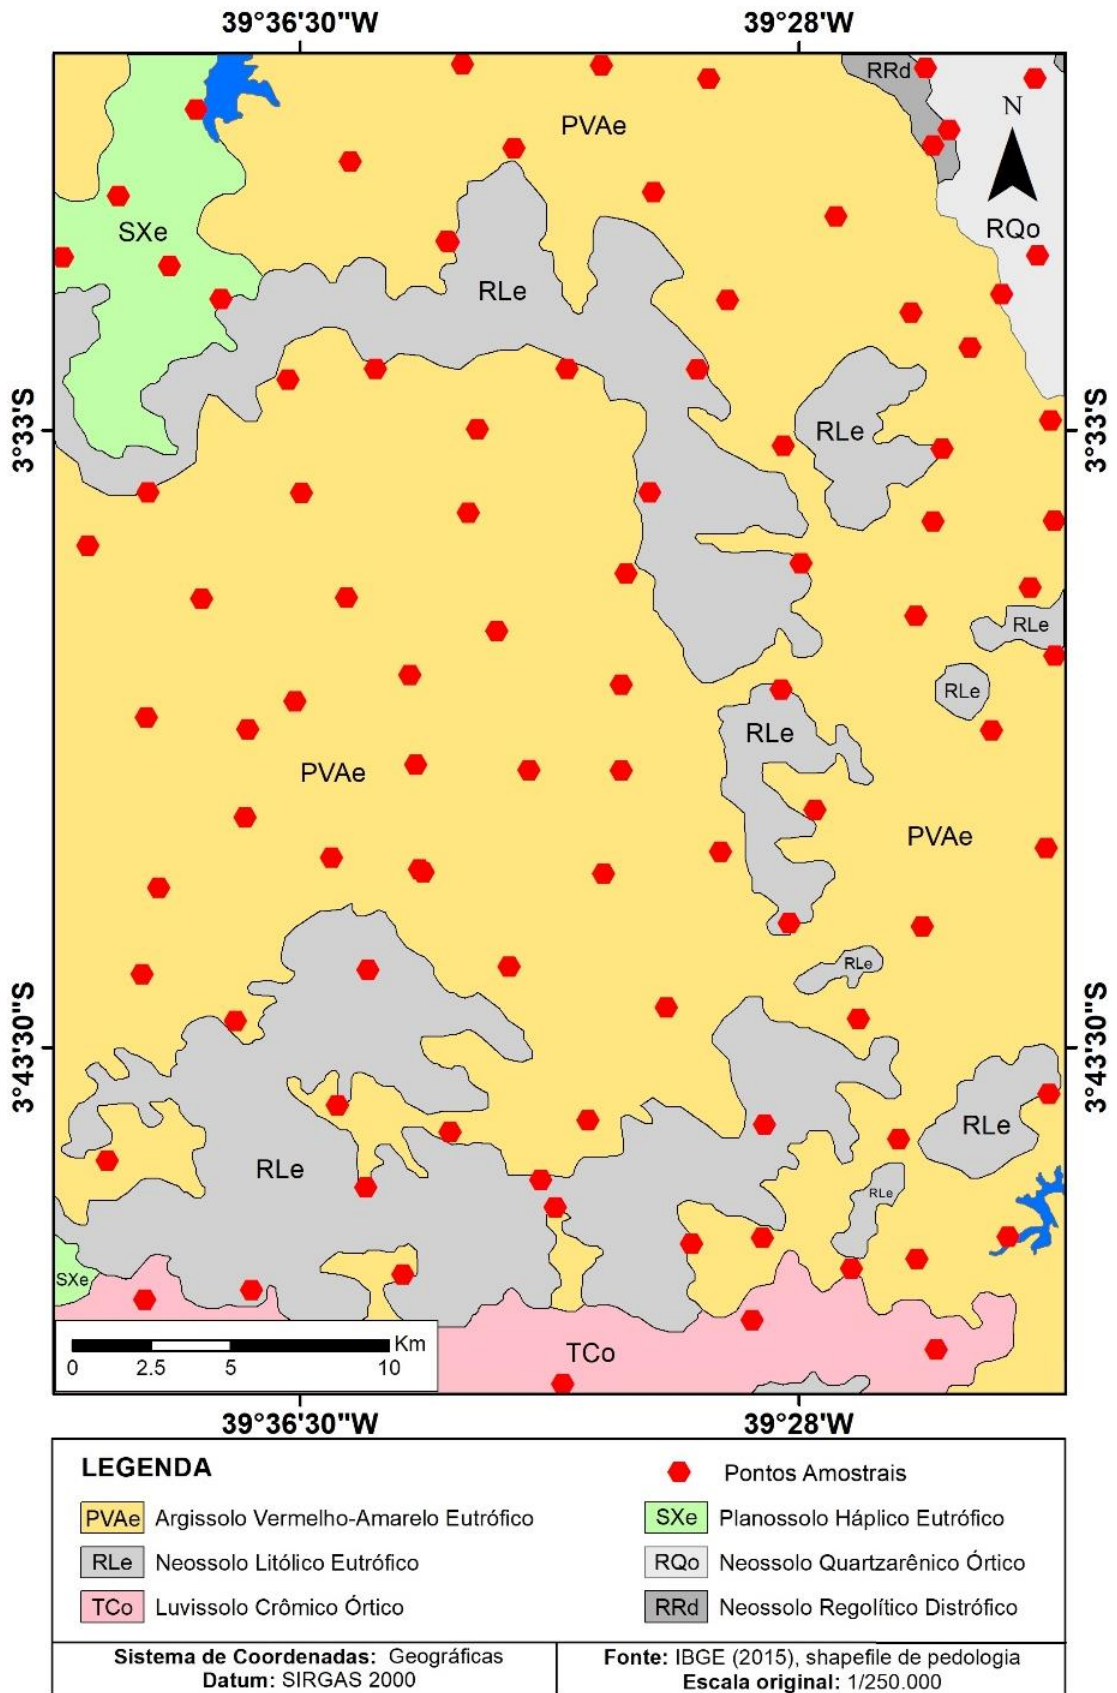 39°36'30"W 39°28'W
RRd
N
PVAe
SXe
RQo
RLe
3°33'S 3°33'S
RLe
RLe
RLe
RLe
PVAe
PVAe
RLe
3°43'30"S 3°43'30"S
RLe
RLe
RLe
SXe
Km
0 2.5 5 10
TCo
39°36'30"W 39°28'W
LEGENDA
Pontos Amostrais
PVAe Argissolo Vermelho-Amarelo Eutrófico
SXe Planossolo Háplico Eutrófico
RLe Neossolo Litólico Eutrófico
RQo Neossolo Quartzarênico Órtico
TCo Luvissolo Crômico Órtico
RRd Neossolo Regolítico Distrófico
Sistema de Coordenadas: Geográficas
Datum: SIRGAS 2000
Fonte: IBGE (2015), shapefile de pedologia
Escala original: 1/250.000